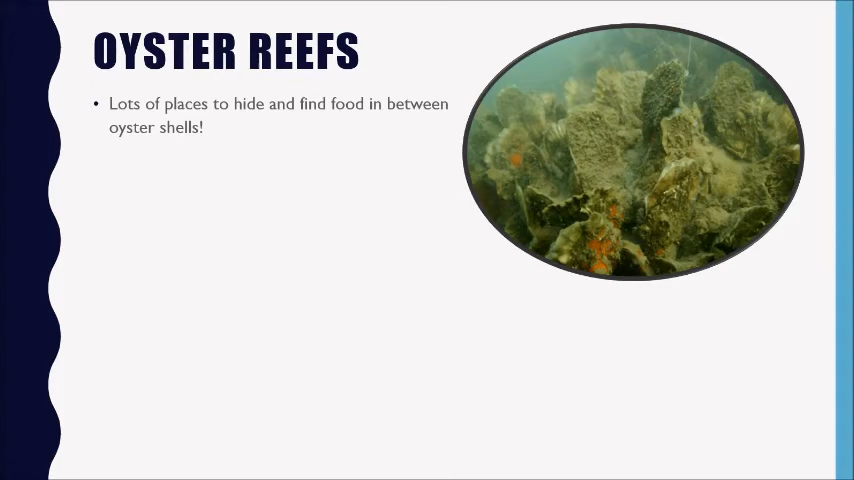 OYSTER REEFS
• Lots of places to hide and find food in between
oyster shells!